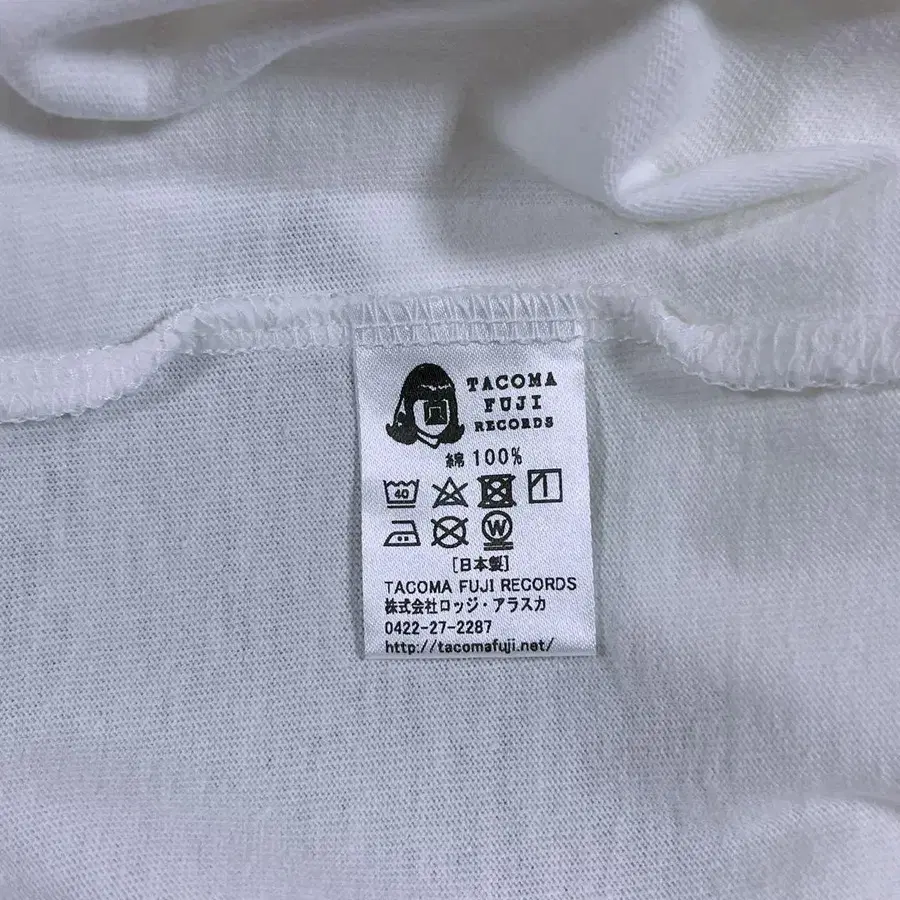 TACOMA
FUJI
RECORDS
綿 100%
40
W
[日本製]
TACOMA FUJI RECORDS
株式会社ロッジ・アラスカ
0422-27-2287
http://tacomafuji.net/